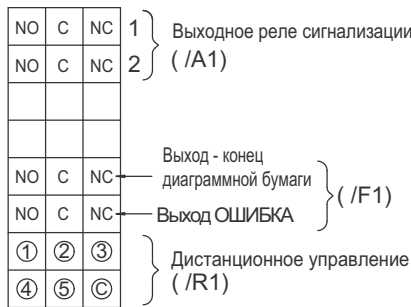 NO C NC 1 Выходное реле сигнализации
NO C NC 2 ( /A1)
Выход - конец
NO C NC диаграммной бумаги
( /F1)
NO C NC Выход ОШИБКА
① ② ③ Дистанционное управление
④ ⑤ Ⓒ ( /R1)